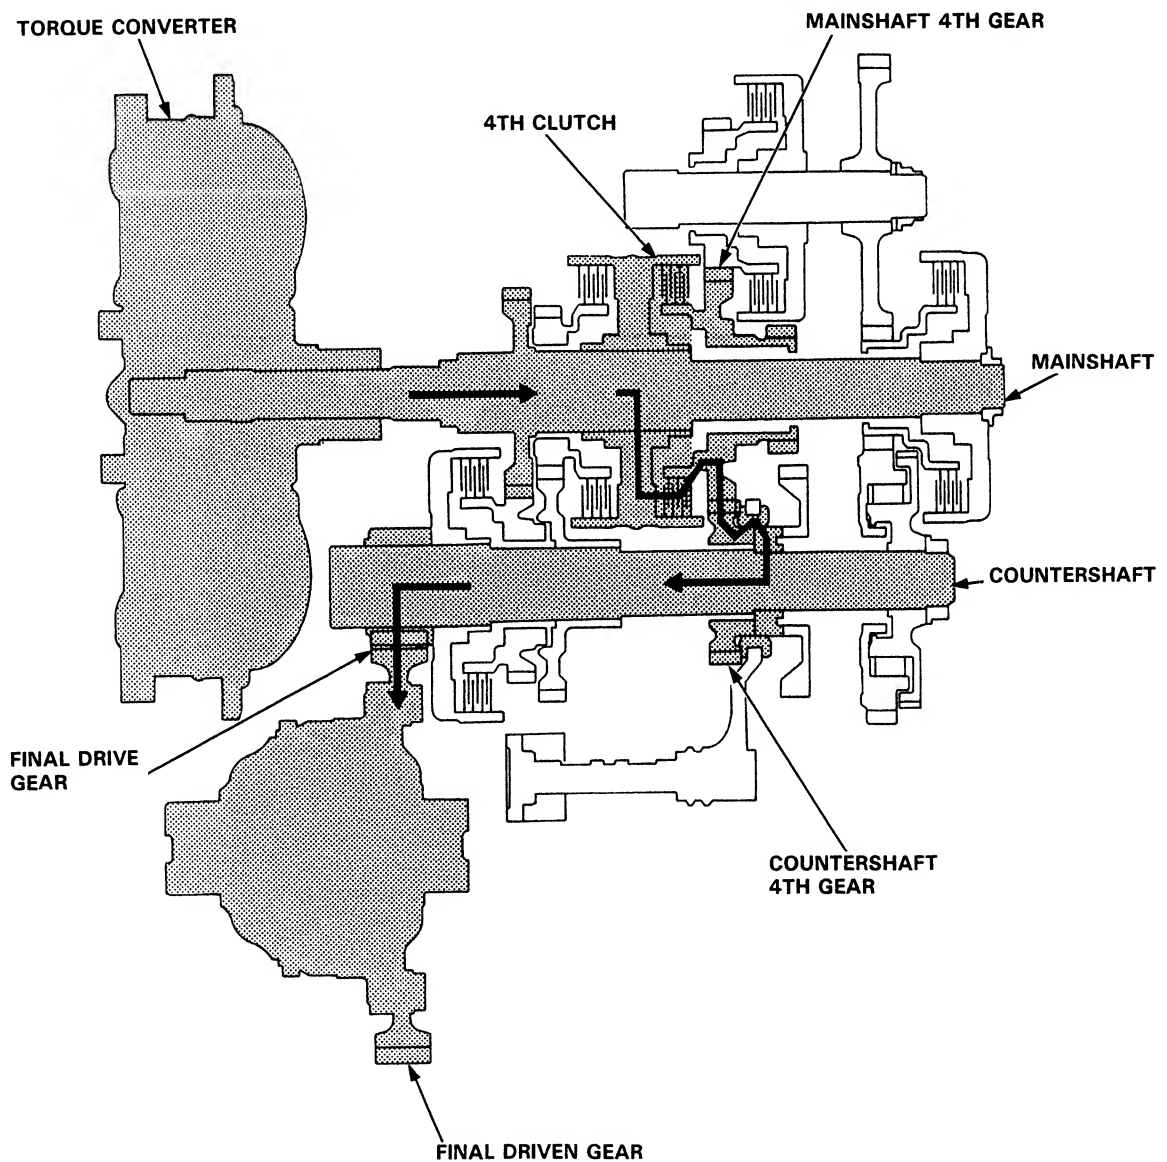 TORQUE CONVERTER
MAINSHAFT 4TH GEAR
4TH CLUTCH
MAINSHAFT
COUNTERSHAFT
FINAL DRIVE
GEAR
COUNTERSHAFT
4TH GEAR
FINAL DRIVEN GEAR